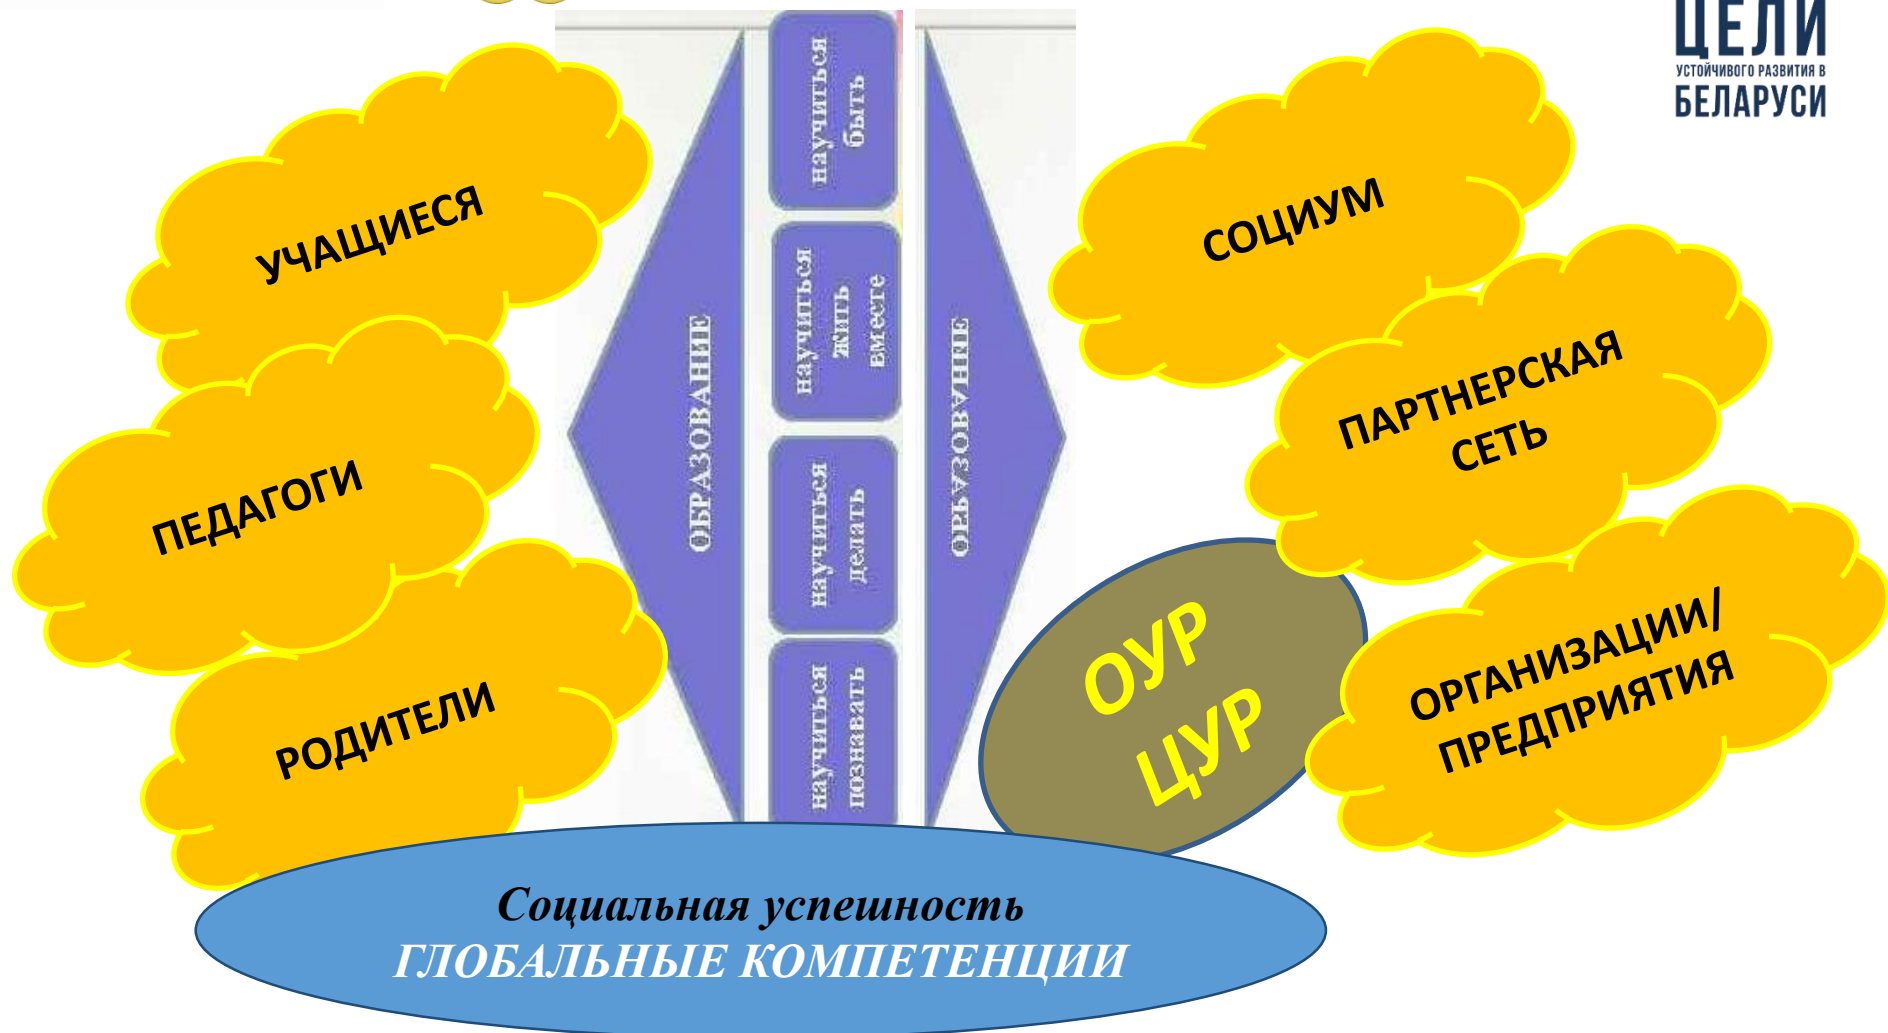 ЦЕЛИ
УСТОЙЧИВОГО РАЗВИТИЯ В
БЕЛАРУСИ
УЧАЩИЕСЯ
ПЕДАГОГИ
РОДИТЕЛИ
ОБРАЗОВАНИЕ
научиться
быть
научиться
жить
вместе
научиться
делать
научиться
познавать
ОБРАЗОВАНИЕ
СОЦИУМ
ПАРТНЕРСКАЯ
СЕТЬ
ОРГАНИЗАЦИИ/
ПРЕДПРИЯТИЯ
ОУР
ЦУР
Социальная успешность
ГЛОБАЛЬНЫЕ КОМПЕТЕНЦИИ